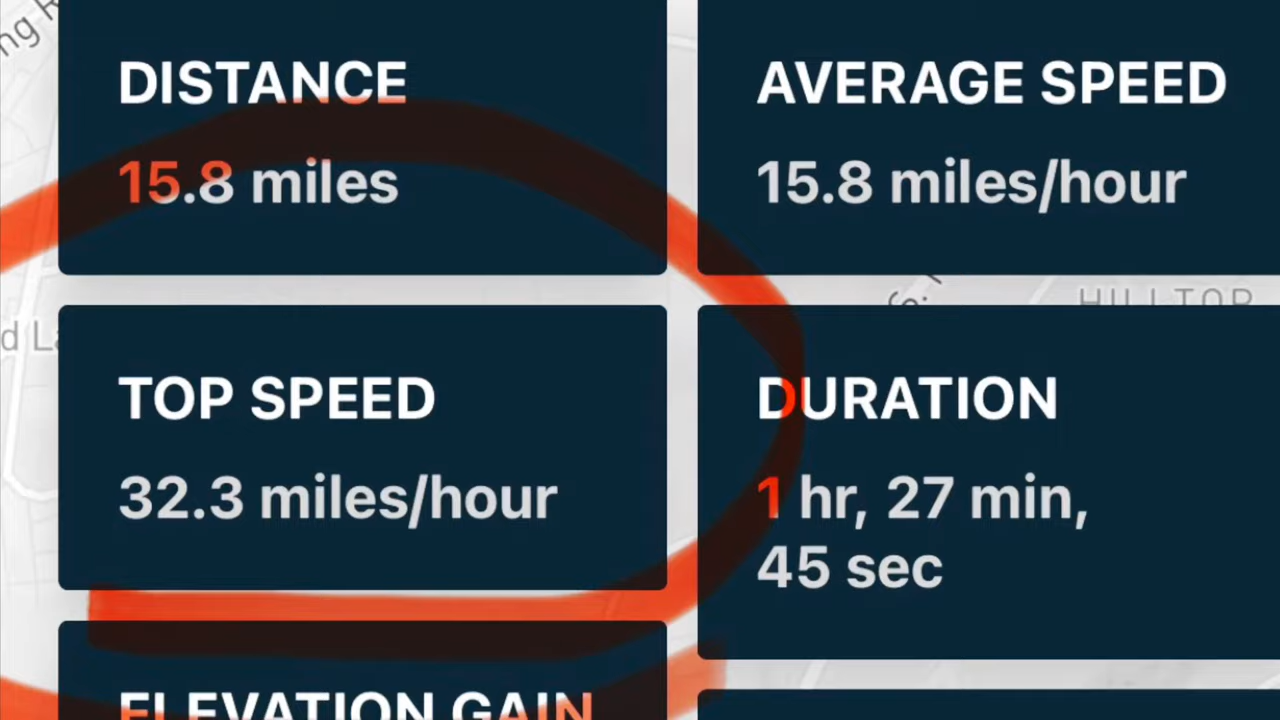 DISTANCE
15.8 miles
AVERAGE SPEED
15.8 miles/hour
HILLTOP
TOP SPEED
32.3 miles/hour
DURATION
1 hr, 27 min,
45 sec
ELEVATION GAIN